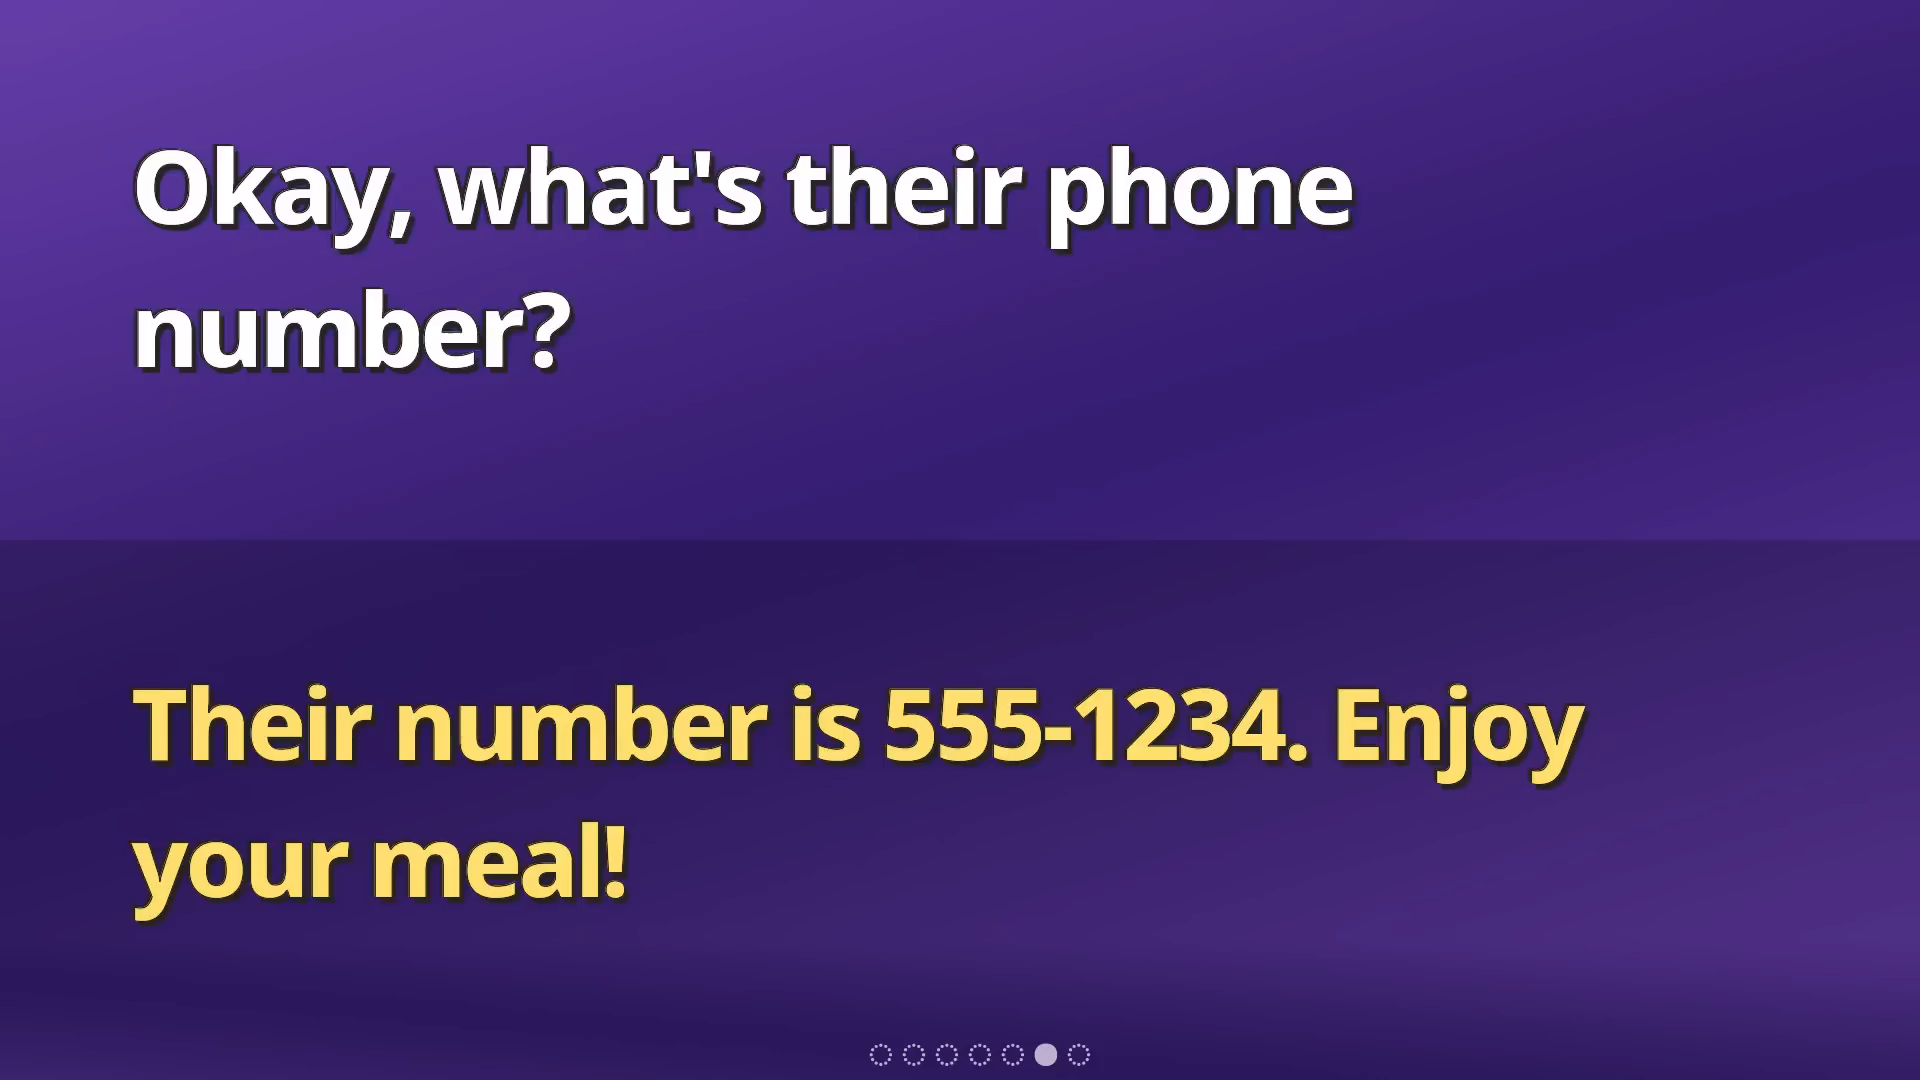 Okay, what's their phone
number?
Their number is 555-1234. Enjoy
your meal!